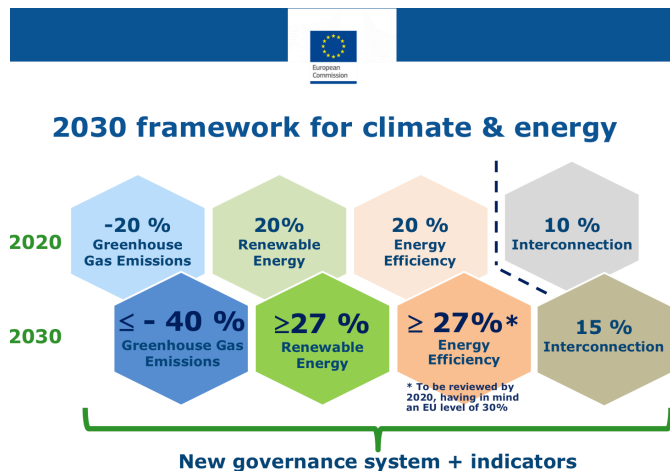 European
Commission
2030 framework for climate & energy
2020
-20 %
Greenhouse
Gas Emissions
20%
Renewable
Energy
20 %
Energy
Efficiency
10 %
Interconnection
2030
≤ - 40 %
Greenhouse Gas
Emissions
≥27 %
Renewable
Energy
≥ 27%*
Energy
Efficiency
* To be reviewed by
2020, having in mind
an EU level of 30%
15 %
Interconnection
New governance system + indicators